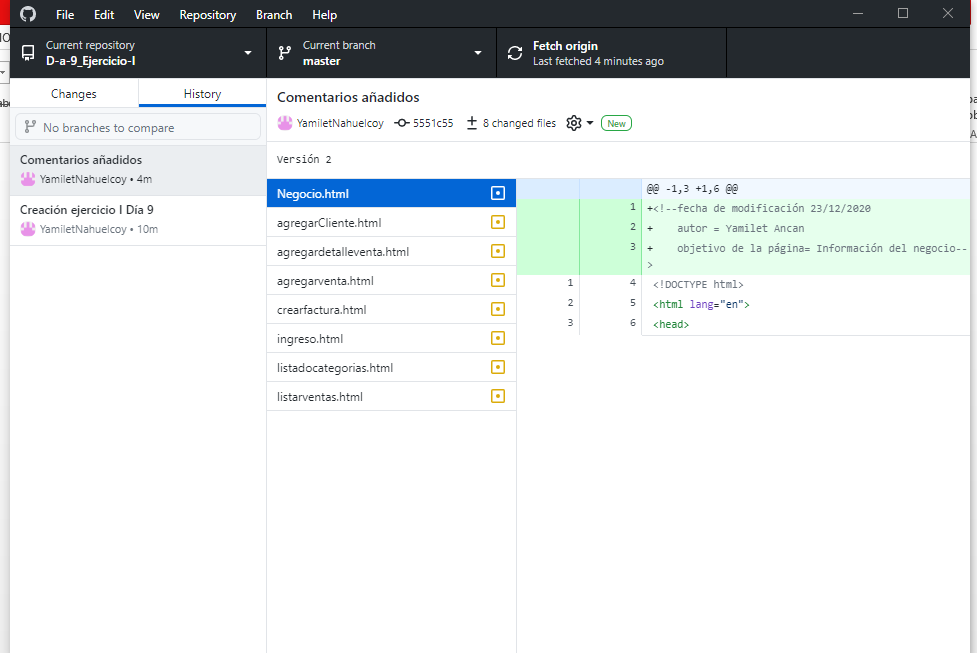 File Edit View Repository Branch Help
Current repository
D-a-9_Ejercicio-I
Current branch
master
Fetch origin
Last fetched 4 minutes ago
Changes
History
No branches to compare
Comentarios añadidos
YamiletNahuelcoy • 4m
Creación ejercicio I Día 9
YamiletNahuelcoy • 10m
Comentarios añadidos
YamiletNahuelcoy 5551c55 8 changed files New
Versión 2
Negocio.html
agregarCliente.html
agregardetalleventa.html
agregarventa.html
crearfactura.html
ingreso.html
listadocategorias.html
listarventas.html
@@ -1,3 +1,6 @@
1 +<!--fecha de modificación 23/12/2020
2 + autor = Yamilet Ancan
3 + objetivo de la página= Información del negocio--
>
1 4 <!DOCTYPE html>
2 5 <html lang="en">
3 6 <head>